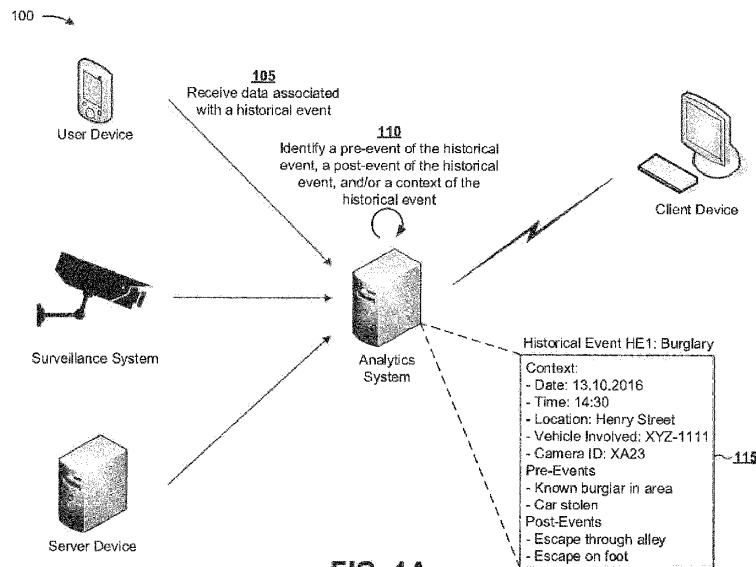 100
105
Receive data associated
with a historical event
User Device
110
Identify a pre-event of the historical
event, a post-event of the historical
event, and/or a context of the
historical event
Client Device
Surveillance System
Analytics
System
Server Device
Historical Event HE1: Burglary
Context:
- Date: 13.10.2016
- Time: 14:30
- Location: Henry Street
- Vehicle Involved: XYZ-1111
- Camera ID: XA23
Pre-Events
- Known burglar in area
- Car stolen
Post-Events
- Escape through alley
- Escape on foot
115
FIG. 1A